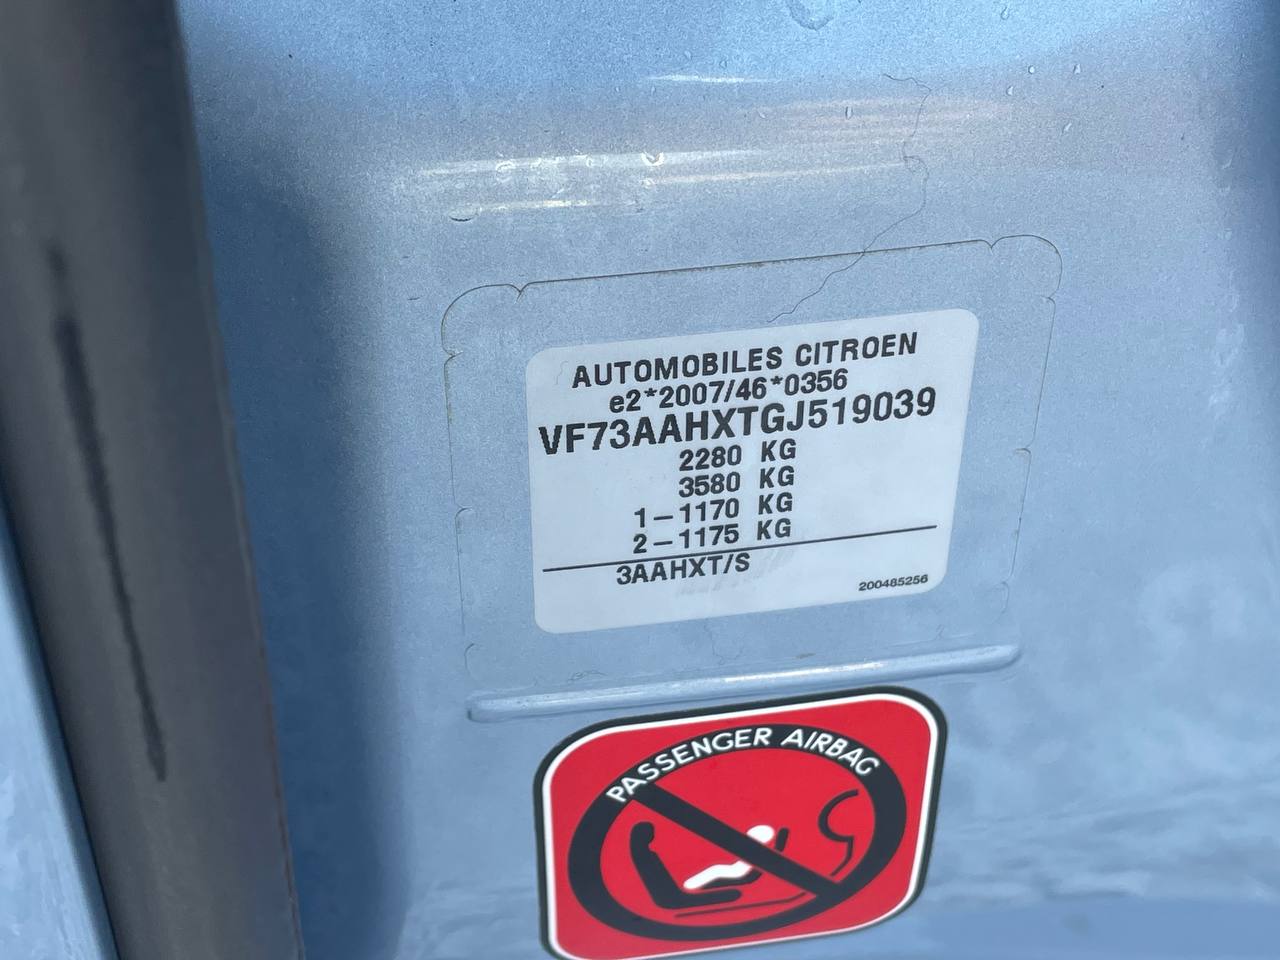 AUTOMOBILES CITROEN
e2*2007/46*0356
VF73AAHXTGJ519039
2280 KG
3580 KG
1-1170 KG
2-1175 KG
3AAHXT/S
200485256
PASSENGER AIRBAG